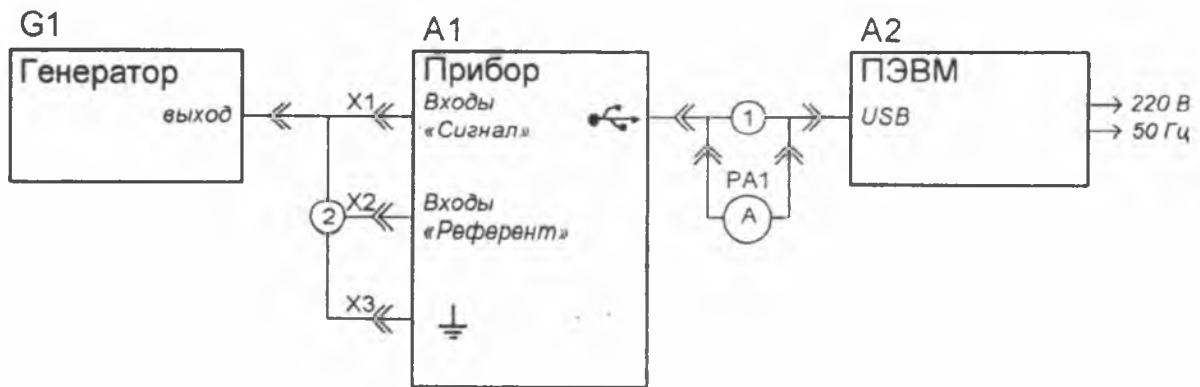 G1
Генератор
выход
X1
X2
2
X3
A1
Прибор
Входы
«Сигнал»
Входы
«Референт»
1
PA1
A
A2
ПЭВМ
USB
220 В
50 Гц